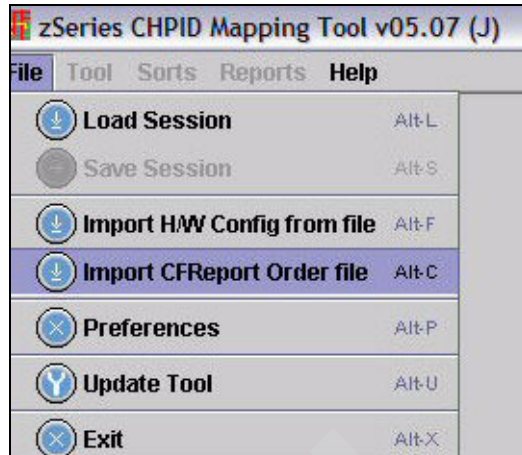 zSeries CHPID Mapping Tool v05.07 (J)
File Tool Sorts Reports Help
Load Session Alt-L
Save Session Alt-S
Import H/W Config from file Alt-F
Import CFReport Order file Alt-C
Preferences Alt-P
Update Tool Alt-U
Exit Alt-X